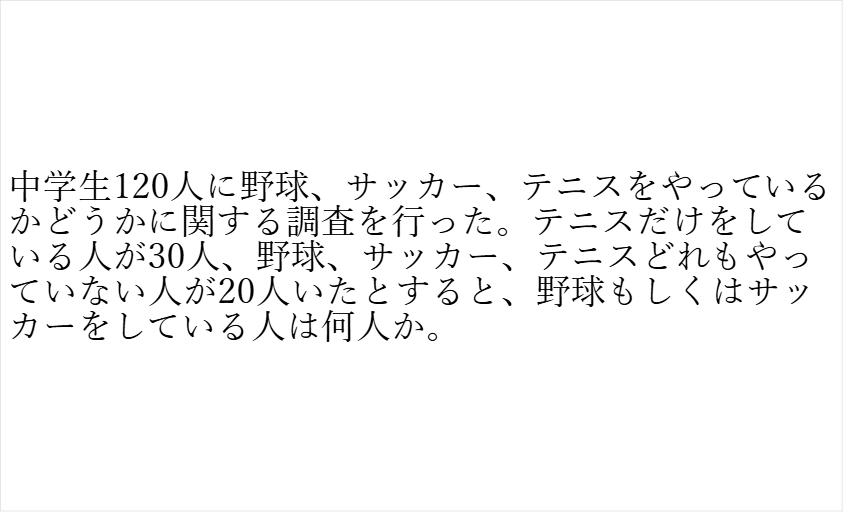 中学生120人に野球、サッカー、テニスをやっている
かどうかに関する調査を行った。テニスだけをして
いる人が30人、野球、サッカー、テニスどれもやっ
ていない人が20人いたとすると、野球もしくはサッ
カーをしている人は何人か。